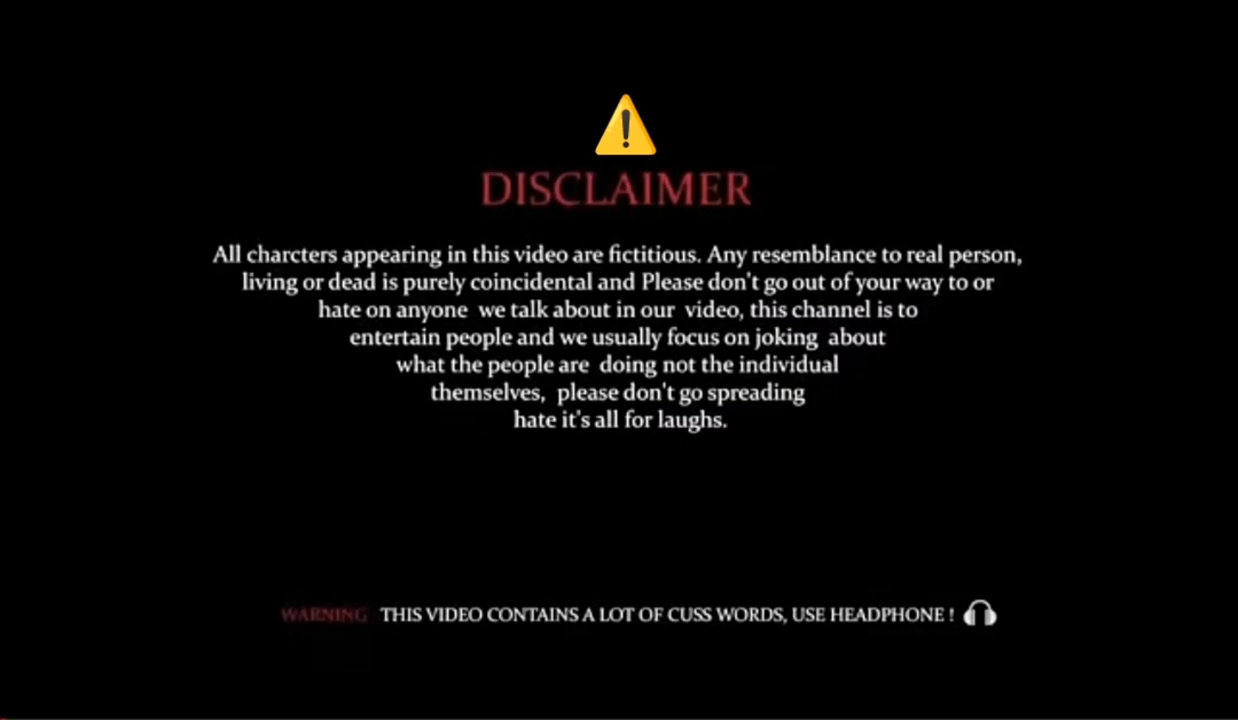 DISCLAIMER
All charcters appearing in this video are fictitious. Any resemblance to real person,
living or dead is purely coincidental and Please don't go out of your way to or
hate on anyone we talk about in our video, this channel is to
entertain people and we usually focus on joking about
what the people are doing not the individual
themselves, please don't go spreading
hate it's all for laughs.
WARNING THIS VIDEO CONTAINS A LOT OF CUSS WORDS, USE HEADPHONE !